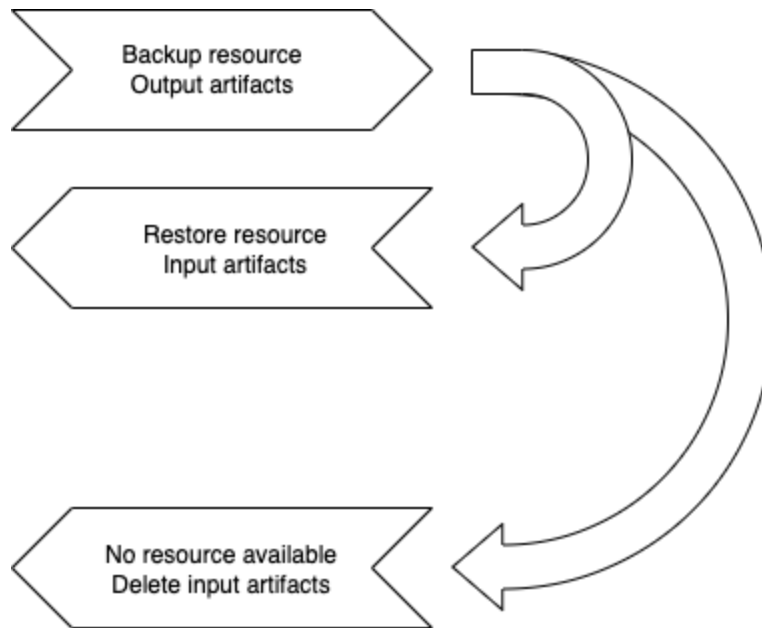 Backup resource
Output artifacts
Restore resource
Input artifacts
No resource available
Delete input artifacts